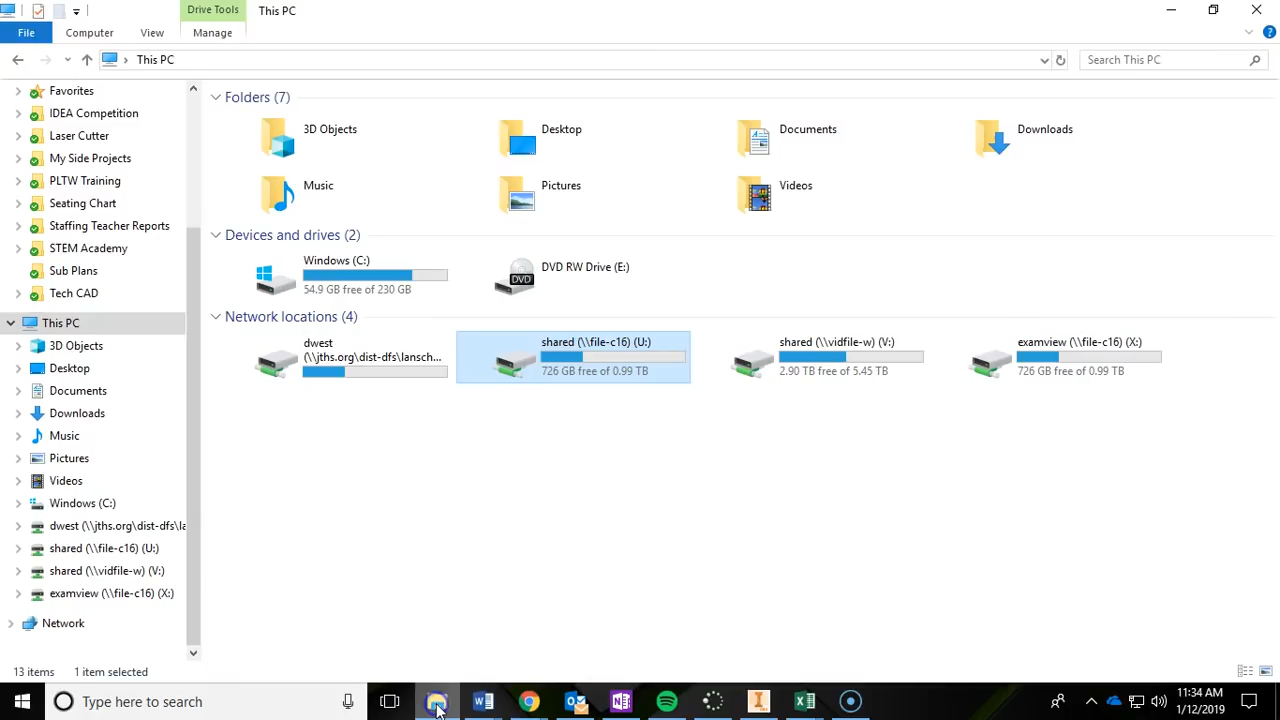 Drive Tools
This PC
File
Computer
View
Manage
This PC
Search This PC
Favorites
IDEA Competition
Laser Cutter
My Side Projects
PLTW Training
Seating Chart
Staffing Teacher Reports
STEM Academy
Sub Plans
Tech CAD
This PC
3D Objects
Desktop
Documents
Downloads
Music
Pictures
Videos
Windows (C:)
dwest (\\jths.org\dist-dfs\la
shared (\\file-c16) (U:)
shared (\\vidfile-w) (V:)
examview (\\file-c16) (X:)
Network
Folders (7)
3D Objects
Desktop
Documents
Downloads
Music
Pictures
Videos
Devices and drives (2)
Windows (C:)
54.9 GB free of 230 GB
DVD
DVD RW Drive (E:)
Network locations (4)
dwest
(\\jths.org\dist-dfs\lansch...
shared (\\file-c16) (U:)
726 GB free of 0.99 TB
shared (\\vidfile-w) (V:)
2.90 TB free of 5.45 TB
examview (\\file-c16) (X:)
726 GB free of 0.99 TB
13 items
1 item selected
Type here to search
11:34 AM
1/12/2019